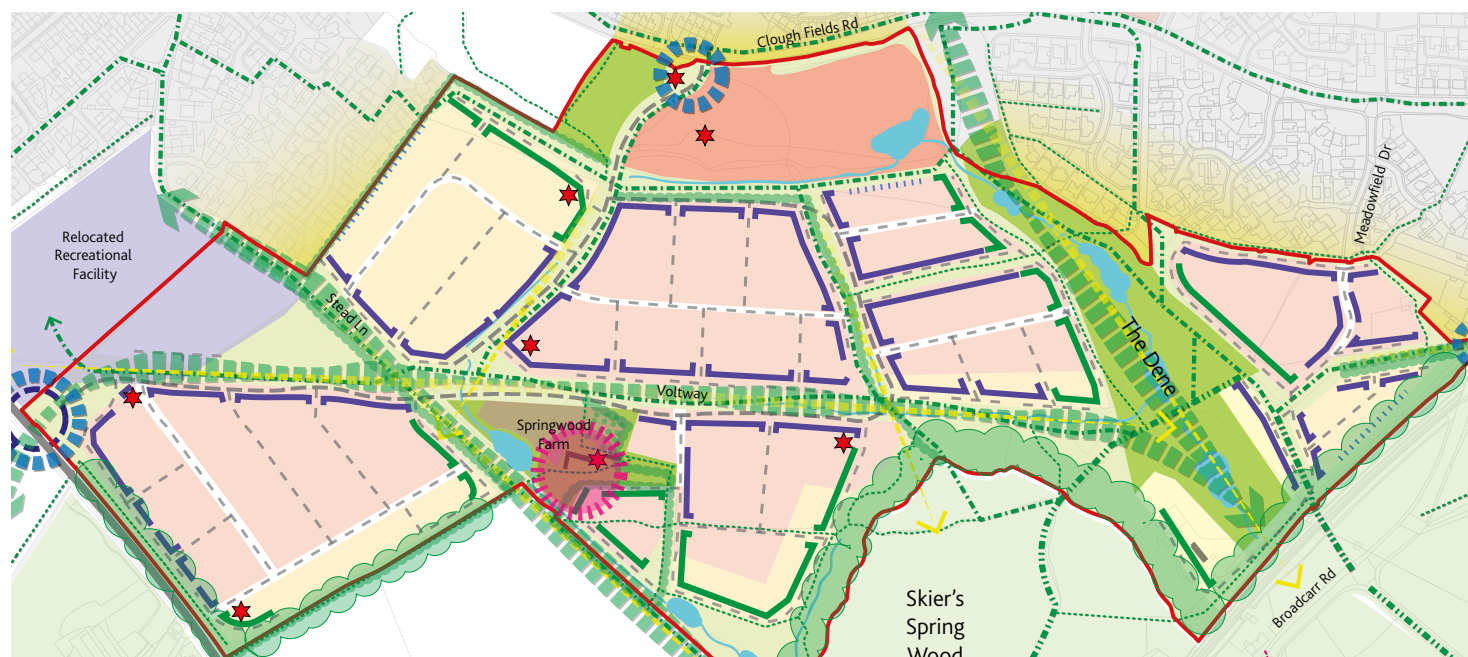 Clough Fields Rd
Meadowfield Dr
Relocated
Recreational
Facility
Stead Ln
The Dene
Voltway
Springwood
Farm
Skier's
Spring
Wood
Broadcarr Rd